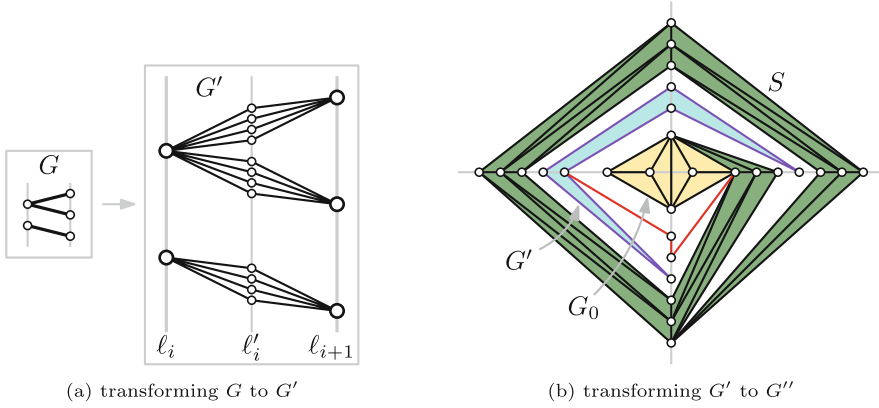 G
G′
ℓi ℓ′i ℓi+1
(a) transforming G to G′
S
G′
G0
(b) transforming G′ to G′′